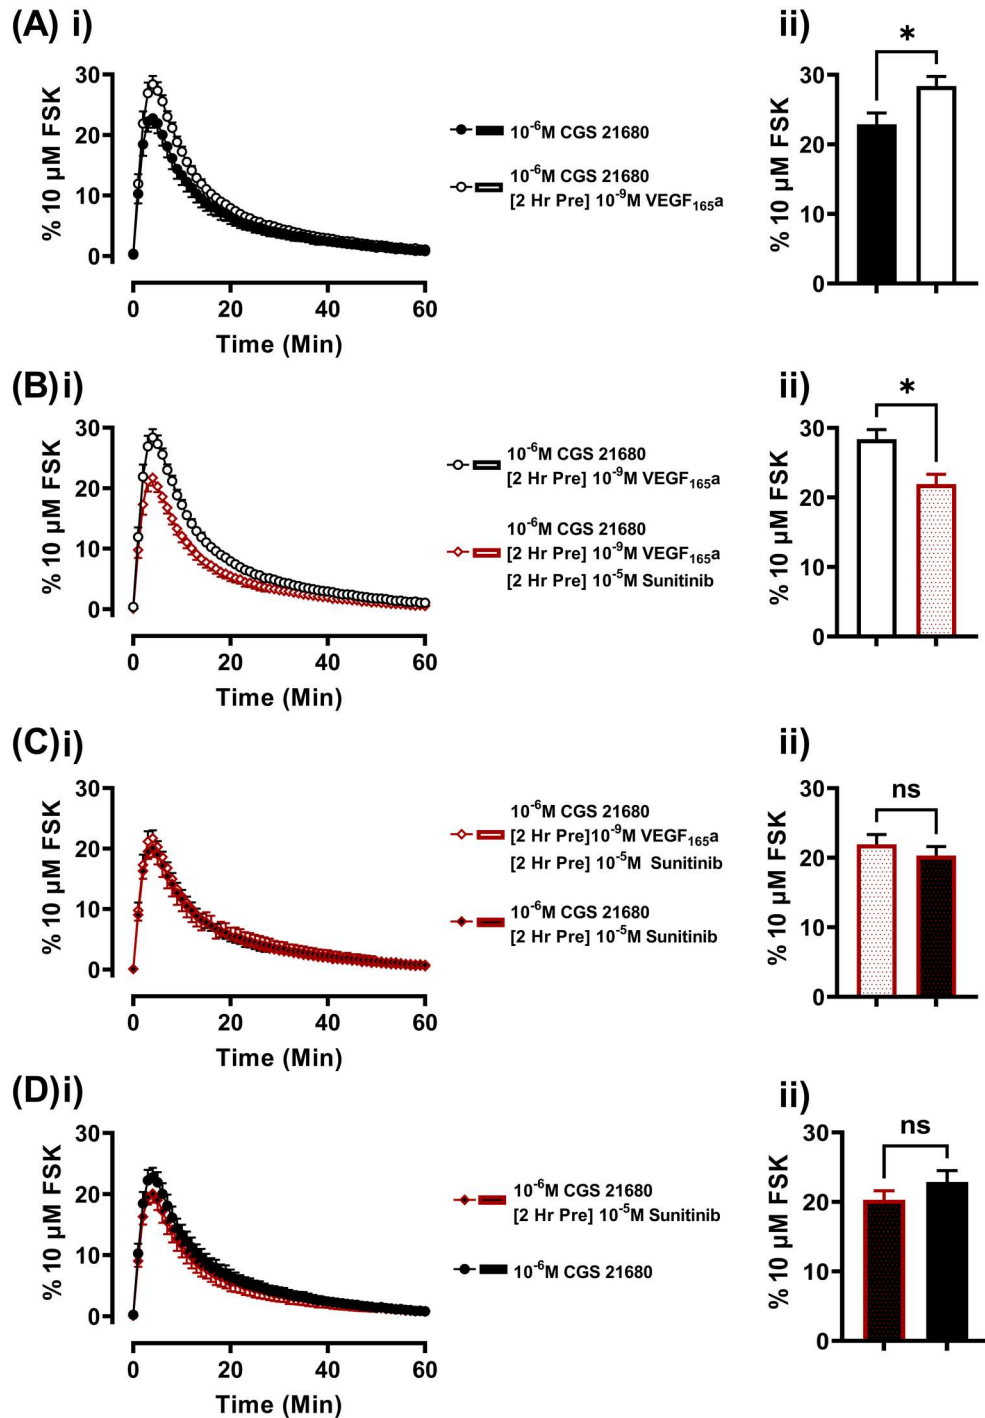 (A) i)
ii)
% 10 µM FSK
30
20
10
0
0
20
40
60
Time (Min)
10⁻⁶M CGS 21680
10⁻⁶M CGS 21680
[2 Hr Pre] 10⁻⁹M VEGF₁₆₅a
*
% 10 µM FSK
30
20
10
0
(B) i)
ii)
% 10 µM FSK
30
20
10
0
0
20
40
60
Time (Min)
10⁻⁶M CGS 21680
[2 Hr Pre] 10⁻⁹M VEGF₁₆₅a
10⁻⁶M CGS 21680
[2 Hr Pre] 10⁻⁹M VEGF₁₆₅a
[2 Hr Pre] 10⁻⁵M Sunitinib
*
% 10 µM FSK
30
20
10
0
(C) i)
ii)
% 10 µM FSK
30
20
10
0
0
20
40
60
Time (Min)
10⁻⁶M CGS 21680
[2 Hr Pre]10⁻⁹M VEGF₁₆₅a
[2 Hr Pre] 10⁻⁵M Sunitinib
10⁻⁶M CGS 21680
[2 Hr Pre] 10⁻⁵M Sunitinib
ns
% 10 µM FSK
30
20
10
0
(D) i)
ii)
% 10 µM FSK
30
20
10
0
0
20
40
60
Time (Min)
10⁻⁶M CGS 21680
[2 Hr Pre] 10⁻⁵M Sunitinib
10⁻⁶M CGS 21680
ns
% 10 µM FSK
30
20
10
0